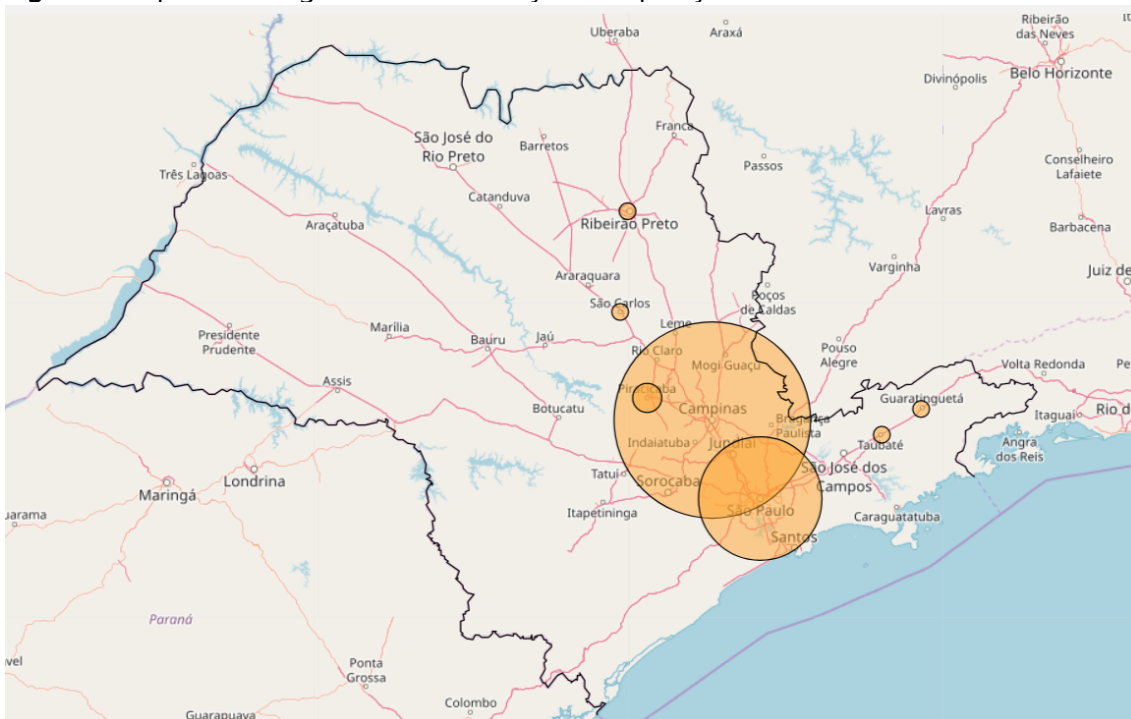 Uberaba
Araxá
Ribeirão
das Neves
Belo Horizonte
Divinópolis
São José do
Rio Preto
Barretos
Franca
Passos
Conselheiro
Lafaiete
Três Lagoas
Catanduva
Araçatuba
Ribeirão Preto
Lavras
Barbacena
Araraquara
Varginha
Juiz de
São Carlos
Poços
de Caldas
Presidente
Prudente
Marília
Bauru
Jaú
Leme
Rio Claro
Mogi Guaçu
Pouso
Alegre
Volta Redonda
Pe
Assis
Piracicaba
Guaratinguetá
Botucatu
Campinas
Bragança
Paulista
Itaguaí
Rio d
Indaiatuba
Jundiaí
Taubaté
Angra
dos Reis
Tatuí
Sorocaba
São José dos
Campos
Maringá
Londrina
Itapetininga
São Paulo
Caraguatatuba
uarama
Santos
Paraná
vel
Ponta
Grossa
Colombo
Guarapuava